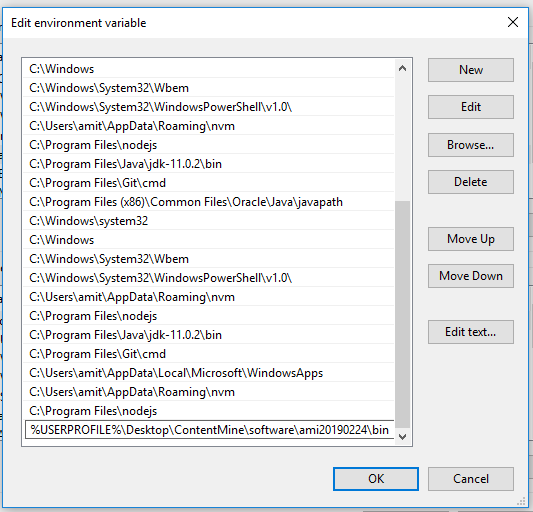 Edit environment variable
C:\Windows
C:\Windows\System32\Wbem
C:\Windows\System32\WindowsPowerShell\v1.0\
C:\Users\amit\AppData\Roaming\nvm
C:\Program Files\nodejs
C:\Program Files\Java\jdk-11.0.2\bin
C:\Program Files\Git\cmd
C:\Program Files (x86)\Common Files\Oracle\Java\javapath
C:\Windows\system32
C:\Windows
C:\Windows\System32\Wbem
C:\Windows\System32\WindowsPowerShell\v1.0\
C:\Users\amit\AppData\Roaming\nvm
C:\Program Files\nodejs
C:\Program Files\Java\jdk-11.0.2\bin
C:\Program Files\Git\cmd
C:\Users\amit\AppData\Local\Microsoft\WindowsApps
C:\Users\amit\AppData\Roaming\nvm
C:\Program Files\nodejs
%USERPROFILE%\Desktop\ContentMine\software\ami20190224\bin
New
Edit
Browse...
Delete
Move Up
Move Down
Edit text...
OK
Cancel